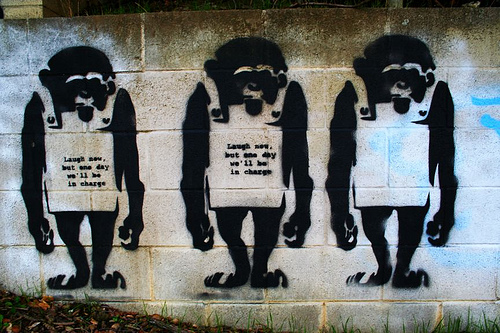 Laugh now,
but one day
we'll be
in charge
Laugh now,
but one day
we'll be
in charge